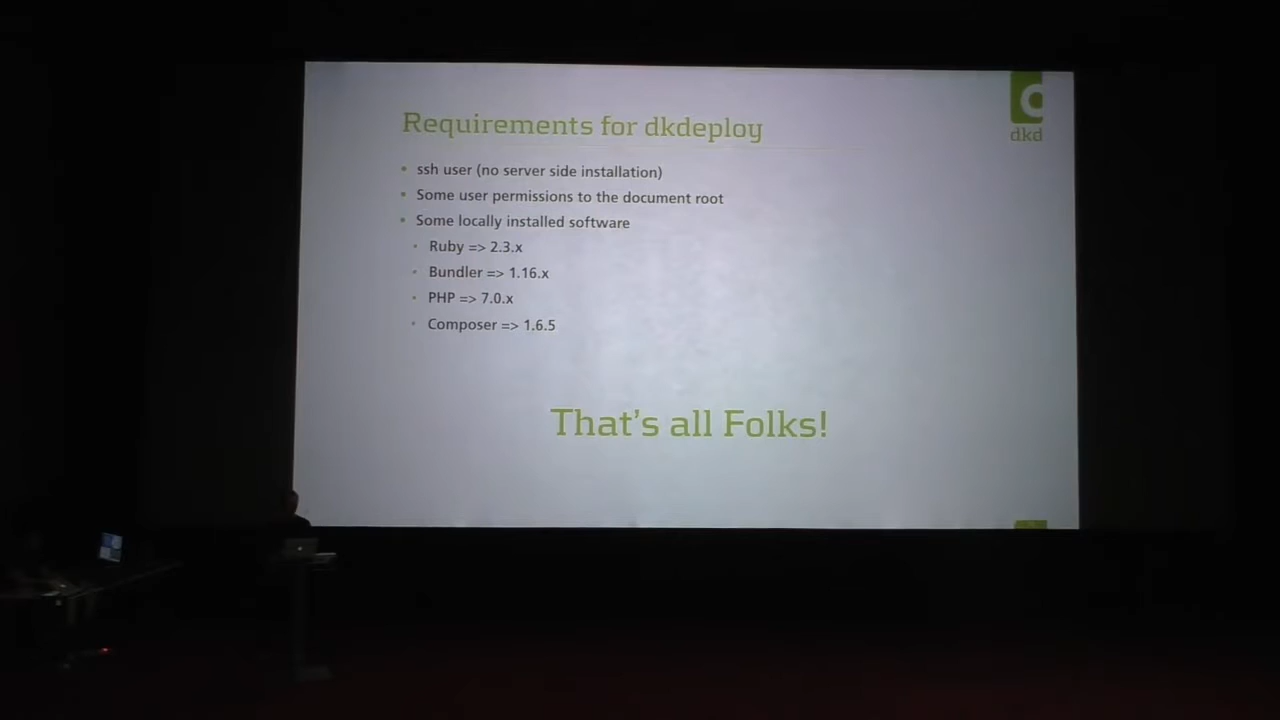 Requirements for dkdeploy
dkd
ssh user (no server side installation)
Some user permissions to the document root
Some locally installed software
Ruby => 2.3.x
Bundler => 1.16.x
PHP => 7.0.x
Composer => 1.6.5
That's all Folks!